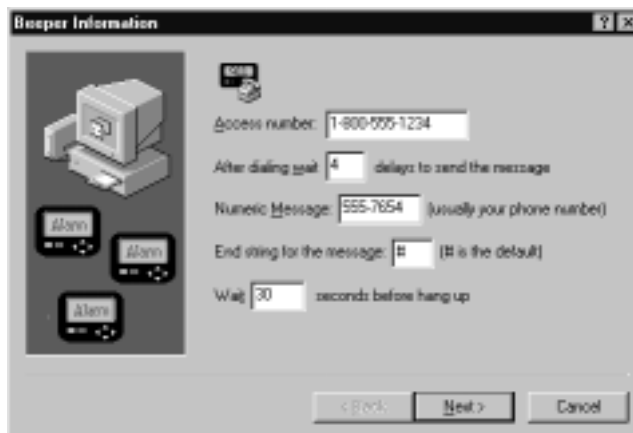 Beeper Information
Access number: 1-800-555-1234
After dialing wait 4 delays to send the message
Numeric Message: 555-7654 (usually your phone number)
End string for the message: # (# is the default)
Wait 30 seconds before hang up
Alarm
Alarm
Alarm
< Back Next > Cancel